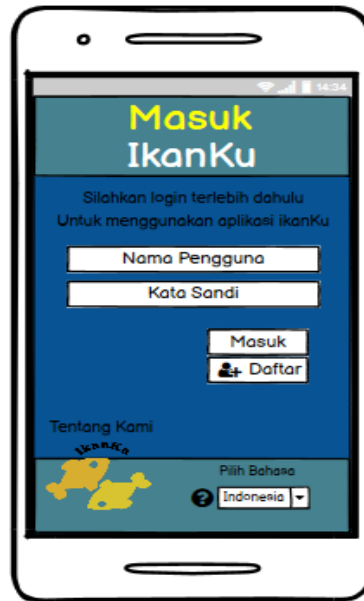 14:34
Masuk
IkanKu
Silahkan login terlebih dahulu
Untuk menggunakan aplikasi ikanKu
Nama Pengguna
Kata Sandi
Masuk
Daftar
Tentang Kami
IkanKu
Pilih Bahasa
? Indonesia